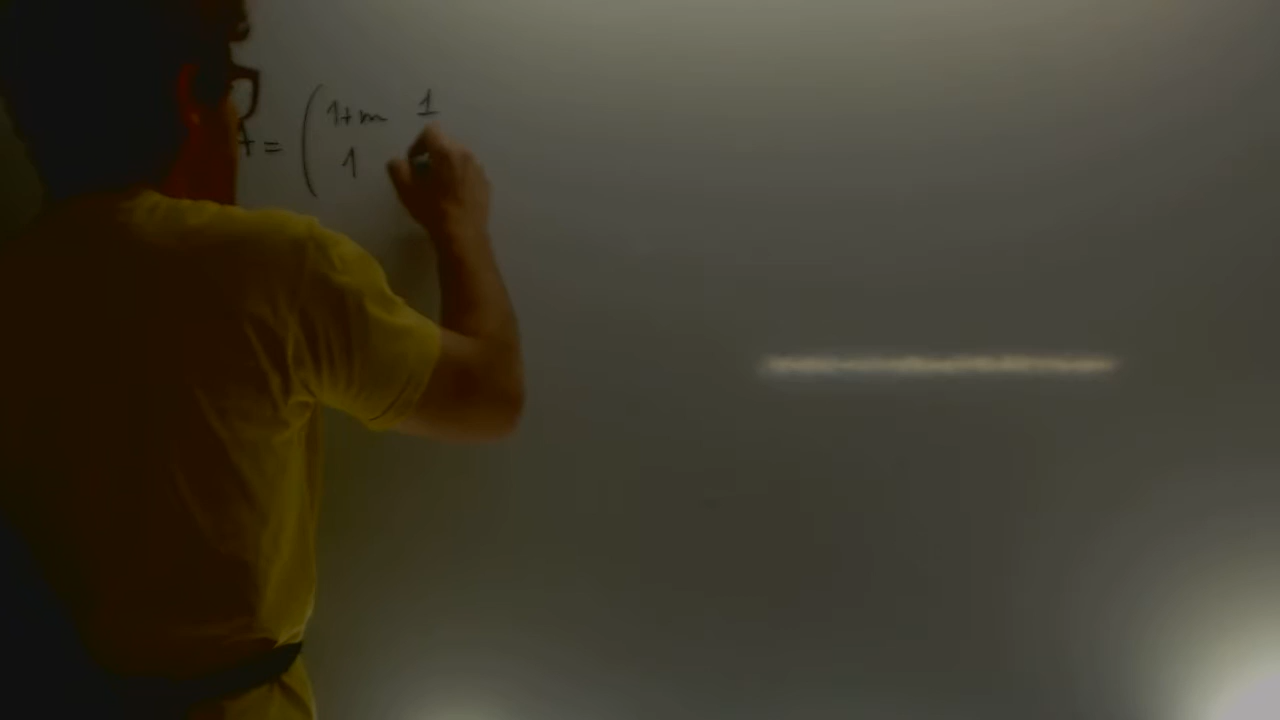 = ( 1+m 1
1